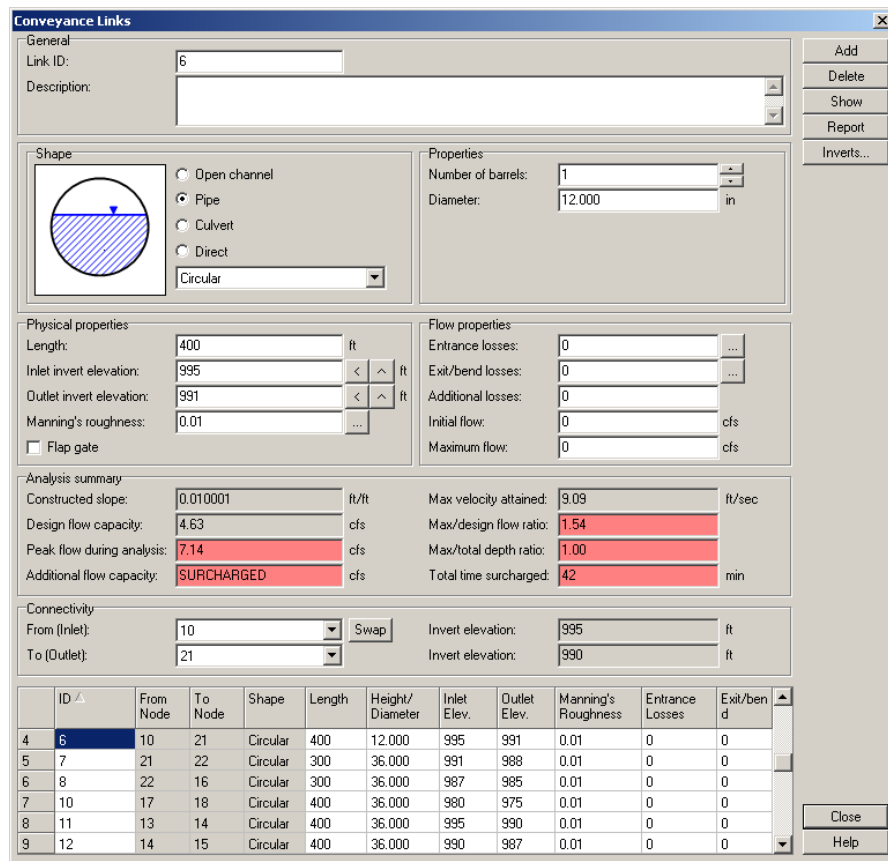 Conveyance Links
General
Link ID: 6
Description:
Add
Delete
Show
Report
Inverts...
Shape
Open channel
Pipe
Culvert
Direct
Circular
Properties
Number of barrels: 1
Diameter: 12.000 in
Physical properties
Length: 400 ft
Inlet invert elevation: 995 < ^ ft
Outlet invert elevation: 991 < ^ ft
Manning's roughness: 0.01 ...
Flap gate
Flow properties
Entrance losses: 0 ...
Exit/bend losses: 0 ...
Additional losses: 0
Initial flow: 0 cfs
Maximum flow: 0 cfs
Analysis summary
Constructed slope: 0.010001 ft/ft
Design flow capacity: 4.63 cfs
Peak flow during analysis: 7.14 cfs
Additional flow capacity: SURCHARGED cfs
Max velocity attained: 9.09 ft/sec
Max/design flow ratio: 1.54
Max/total depth ratio: 1.00
Total time surcharged: 42 min
Connectivity
From (Inlet): 10 Swap Invert elevation: 995 ft
To (Outlet): 21 Invert elevation: 990 ft
ID From Node To Node Shape Length Height/ Diameter Inlet Elev. Outlet Elev. Manning's Roughness Entrance Losses Exit/ben d
4 6 10 21 Circular 400 12.000 995 991 0.01 0 0
5 7 21 22 Circular 300 36.000 991 988 0.01 0 0
6 8 22 16 Circular 300 36.000 987 985 0.01 0 0
7 10 17 18 Circular 400 36.000 980 975 0.01 0 0
8 11 13 14 Circular 400 36.000 995 990 0.01 0 0
9 12 14 15 Circular 400 36.000 990 987 0.01 0 0
Close
Help